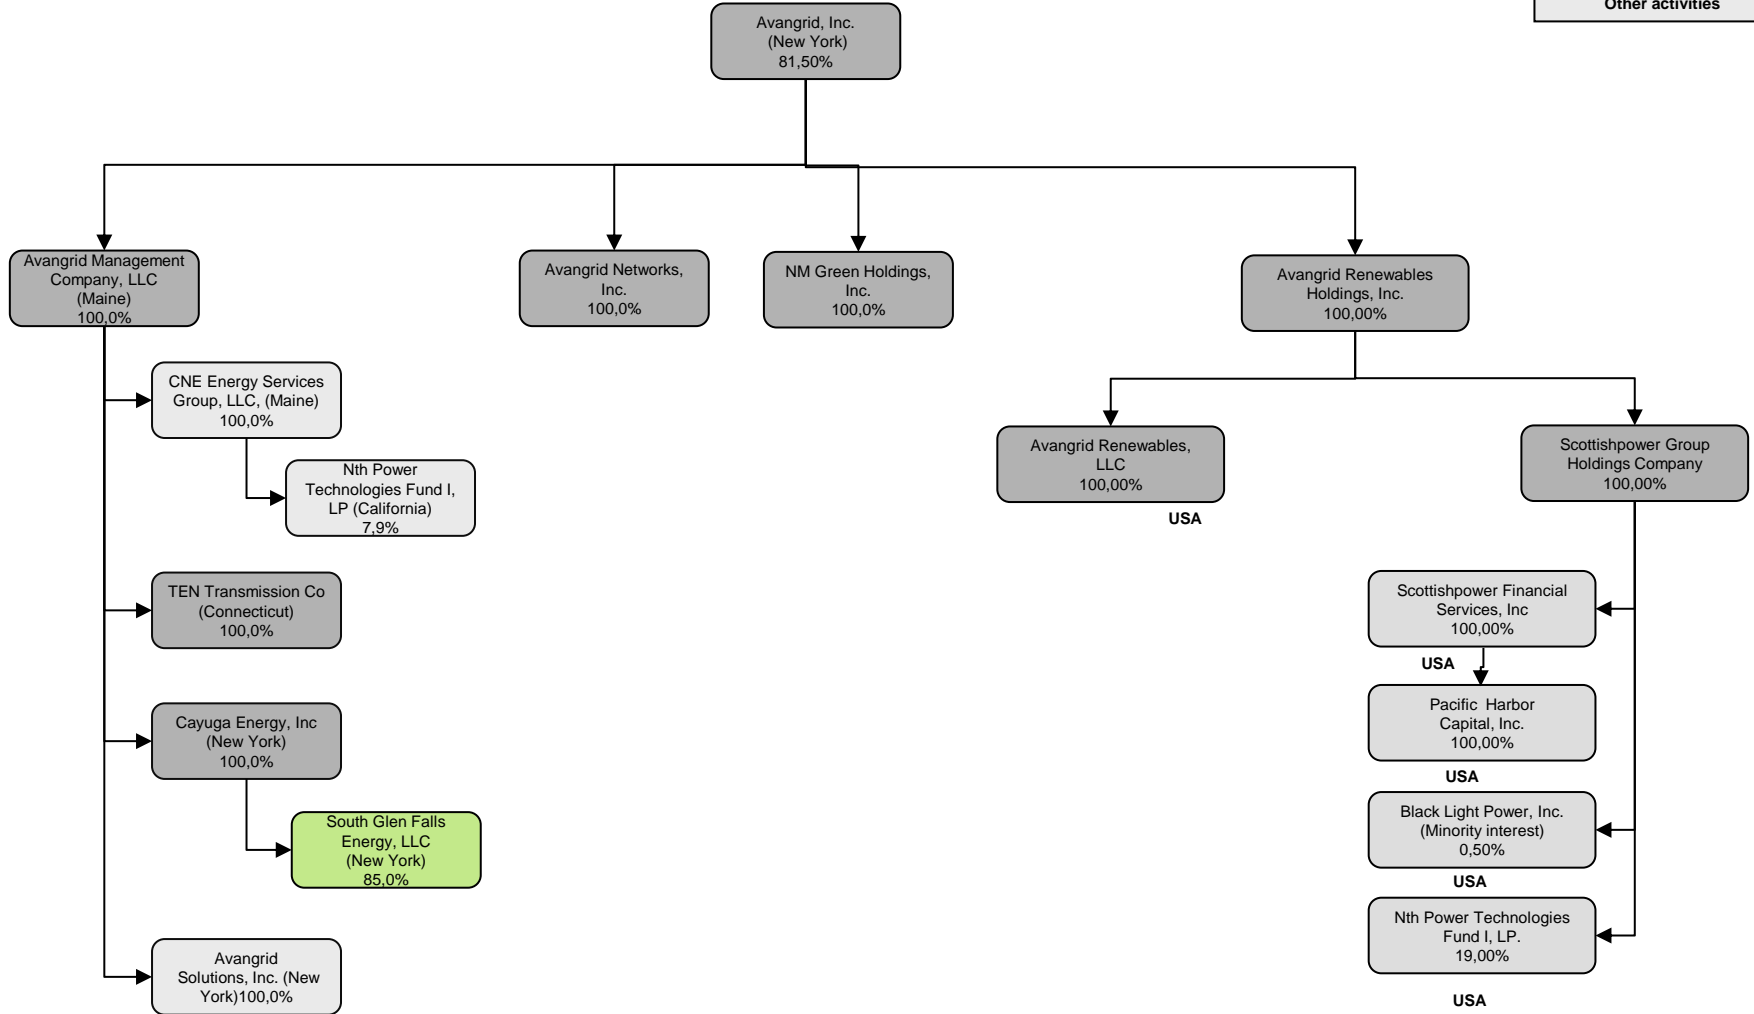 Other activities
Avangrid, Inc.
(New York)
81,50%
Avangrid Management
Company, LLC
(Maine)
100,0%
Avangrid Networks,
Inc.
100,0%
NM Green Holdings,
Inc.
100,0%
Avangrid Renewables
Holdings, Inc.
100,00%
CNE Energy Services
Group, LLC, (Maine)
100,0%
Nth Power
Technologies Fund I,
LP (California)
7,9%
TEN Transmission Co
(Connecticut)
100,0%
Cayuga Energy, Inc
(New York)
100,0%
South Glen Falls
Energy, LLC
(New York)
85,0%
Avangrid
Solutions, Inc. (New
York)100,0%
Avangrid Renewables,
LLC
100,00%
USA
Scottishpower Group
Holdings Company
100,00%
Scottishpower Financial
Services, Inc
100,00%
USA
Pacific Harbor
Capital, Inc.
100,00%
USA
Black Light Power, Inc.
(Minority interest)
0,50%
USA
Nth Power Technologies
Fund I, LP.
19,00%
USA